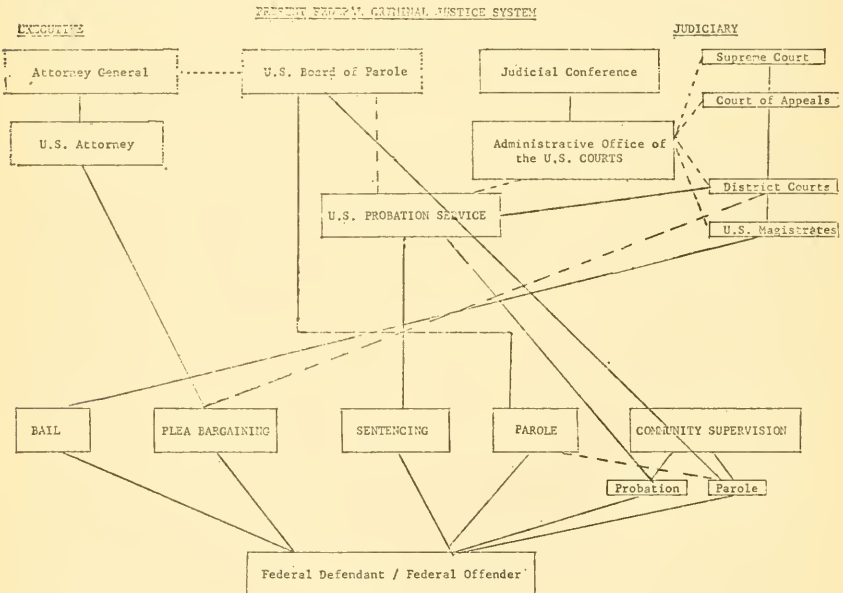 PRESENT FEDERAL CRIMINAL JUSTICE SYSTEM
EXECUTIVE
JUDICIARY
Attorney General
U.S. Board of Parole
Judicial Conference
Supreme Court
Court of Appeals
U.S. Attorney
Administrative Office of
the U.S. COURTS
District Courts
U.S. PROBATION SERVICE
U.S. Magistrates
BAIL
PLEA BARGAINING
SENTENCING
PAROLE
COMMUNITY SUPERVISION
Probation
Parole
Federal Defendant / Federal Offender